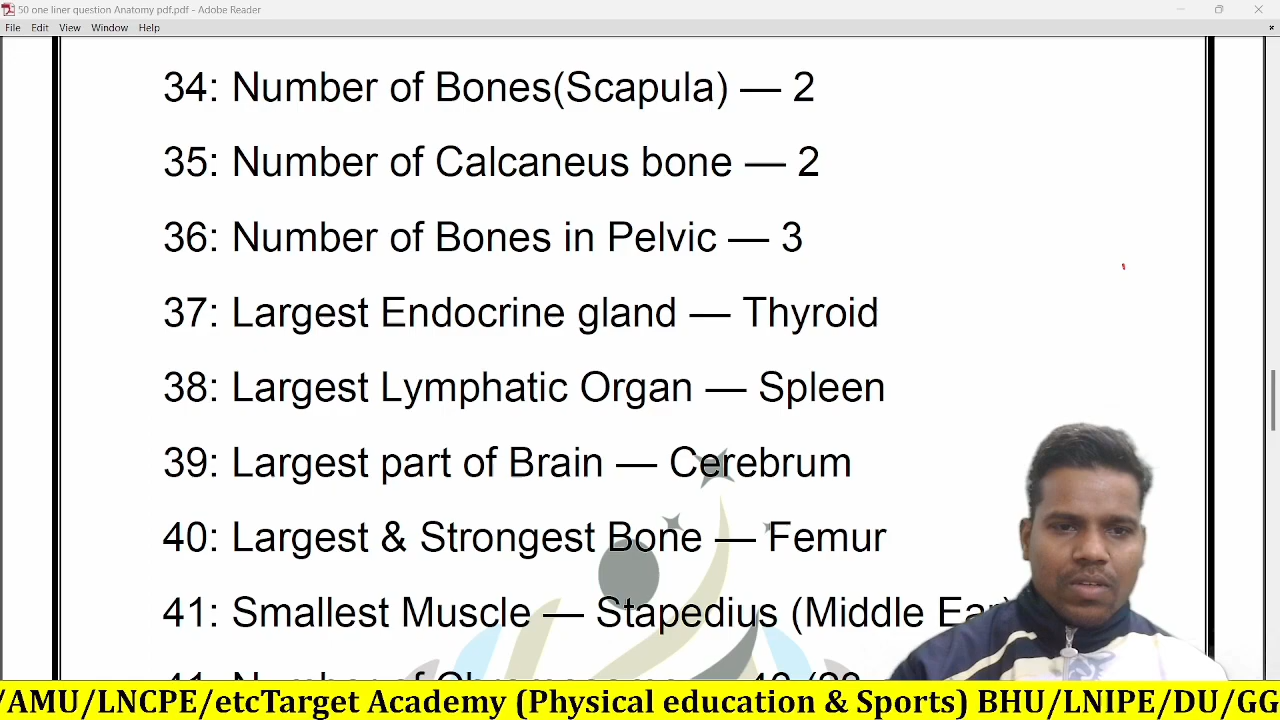 50 one liner question Anatomy pdf.pdf - Adobe Reader
File Edit View Window Help
34: Number of Bones(Scapula) — 2
35: Number of Calcaneus bone — 2
36: Number of Bones in Pelvic — 3
37: Largest Endocrine gland — Thyroid
38: Largest Lymphatic Organ — Spleen
39: Largest part of Brain — Cerebrum
40: Largest & Strongest Bone — Femur
41: Smallest Muscle — Stapedius (Middle Ear)
/AMU/LNCPE/etcTarget Academy (Physical education & Sports) BHU/LNIPE/DU/GG